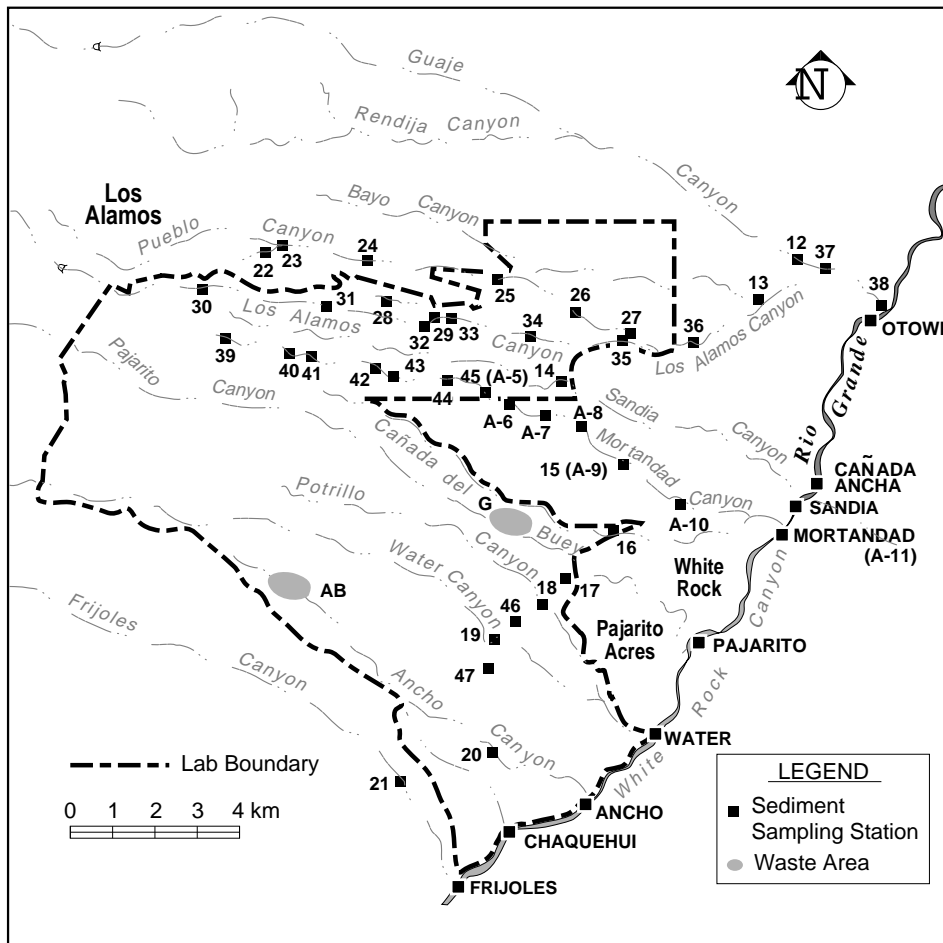 Guaje
N
Rendija Canyon
Canyon
Los
Alamos
Bayo Canyon
Pueblo Canyon
22
23
24
12
37
25
13
38
30
31
28
26
OTOWI
Los Alamos Canyon
29
33
32
34
27
35
36
Los Alamos Canyon
39
40
41
42
43
44
45 (A-5)
14
Pajarito Canyon
A-6
A-7
A-8
Sandia Canyon
Rio Grande
Cañada del Buey
15 (A-9)
Mortandad Canyon
CAÑADA
ANCHA
SANDIA
Potrillo Canyon
G
A-10
16
MORTANDAD
(A-11)
Water Canyon
White
Rock
White Rock Canyon
AB
18
17
46
19
Pajarito
Acres
PAJARITO
Frijoles Canyon
47
Ancho Canyon
WATER
20
21
Lab Boundary
0 1 2 3 4 km
ANCHO
CHAQUEHUI
FRIJOLES
LEGEND
Sediment
Sampling Station
Waste Area